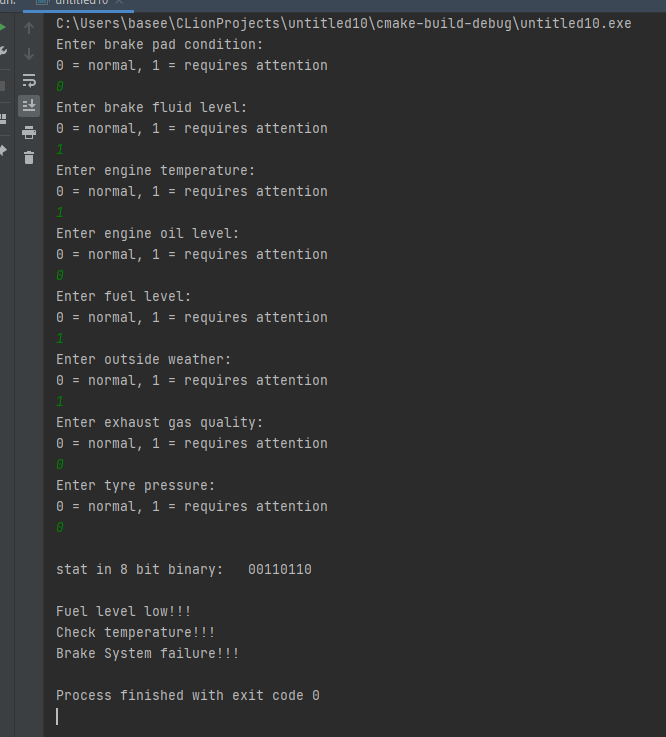 untitled10
C:\Users\basee\CLionProjects\untitled10\cmake-build-debug\untitled10.exe
Enter brake pad condition:
0 = normal, 1 = requires attention
0
Enter brake fluid level:
0 = normal, 1 = requires attention
1
Enter engine temperature:
0 = normal, 1 = requires attention
1
Enter engine oil level:
0 = normal, 1 = requires attention
0
Enter fuel level:
0 = normal, 1 = requires attention
1
Enter outside weather:
0 = normal, 1 = requires attention
1
Enter exhaust gas quality:
0 = normal, 1 = requires attention
0
Enter tyre pressure:
0 = normal, 1 = requires attention
0
stat in 8 bit binary:   00110110
Fuel level low!!!
Check temperature!!!
Brake System failure!!!
Process finished with exit code 0